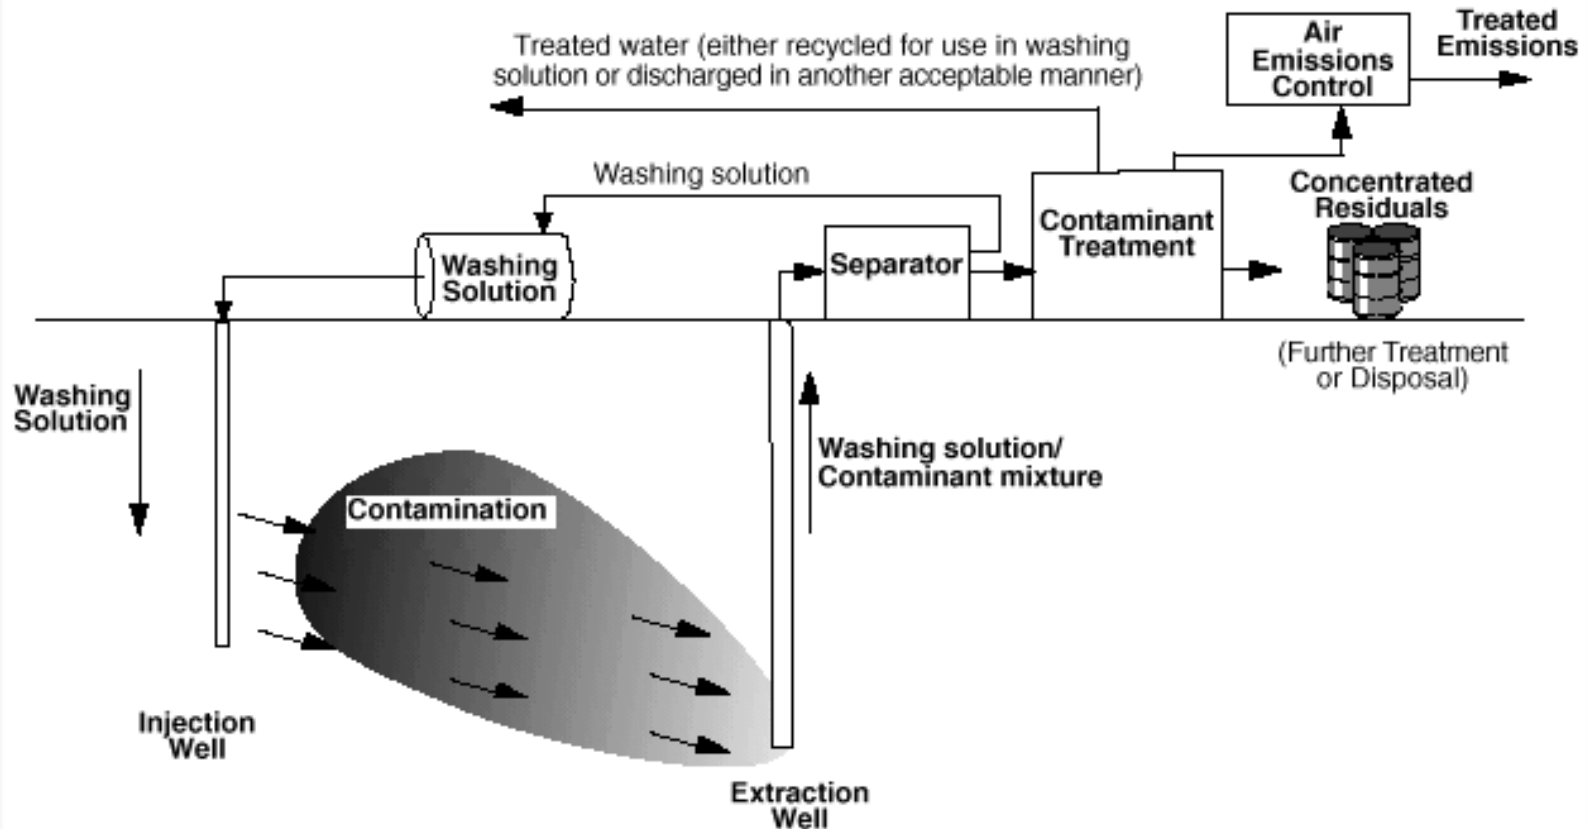 Treated water (either recycled for use in washing
solution or discharged in another acceptable manner)
Air
Emissions
Control
Treated
Emissions
Washing solution
Concentrated
Residuals
Contaminant
Treatment
Separator
Washing
Solution
(Further Treatment
or Disposal)
Washing
Solution
Washing solution/
Contaminant mixture
Contamination
Injection
Well
Extraction
Well